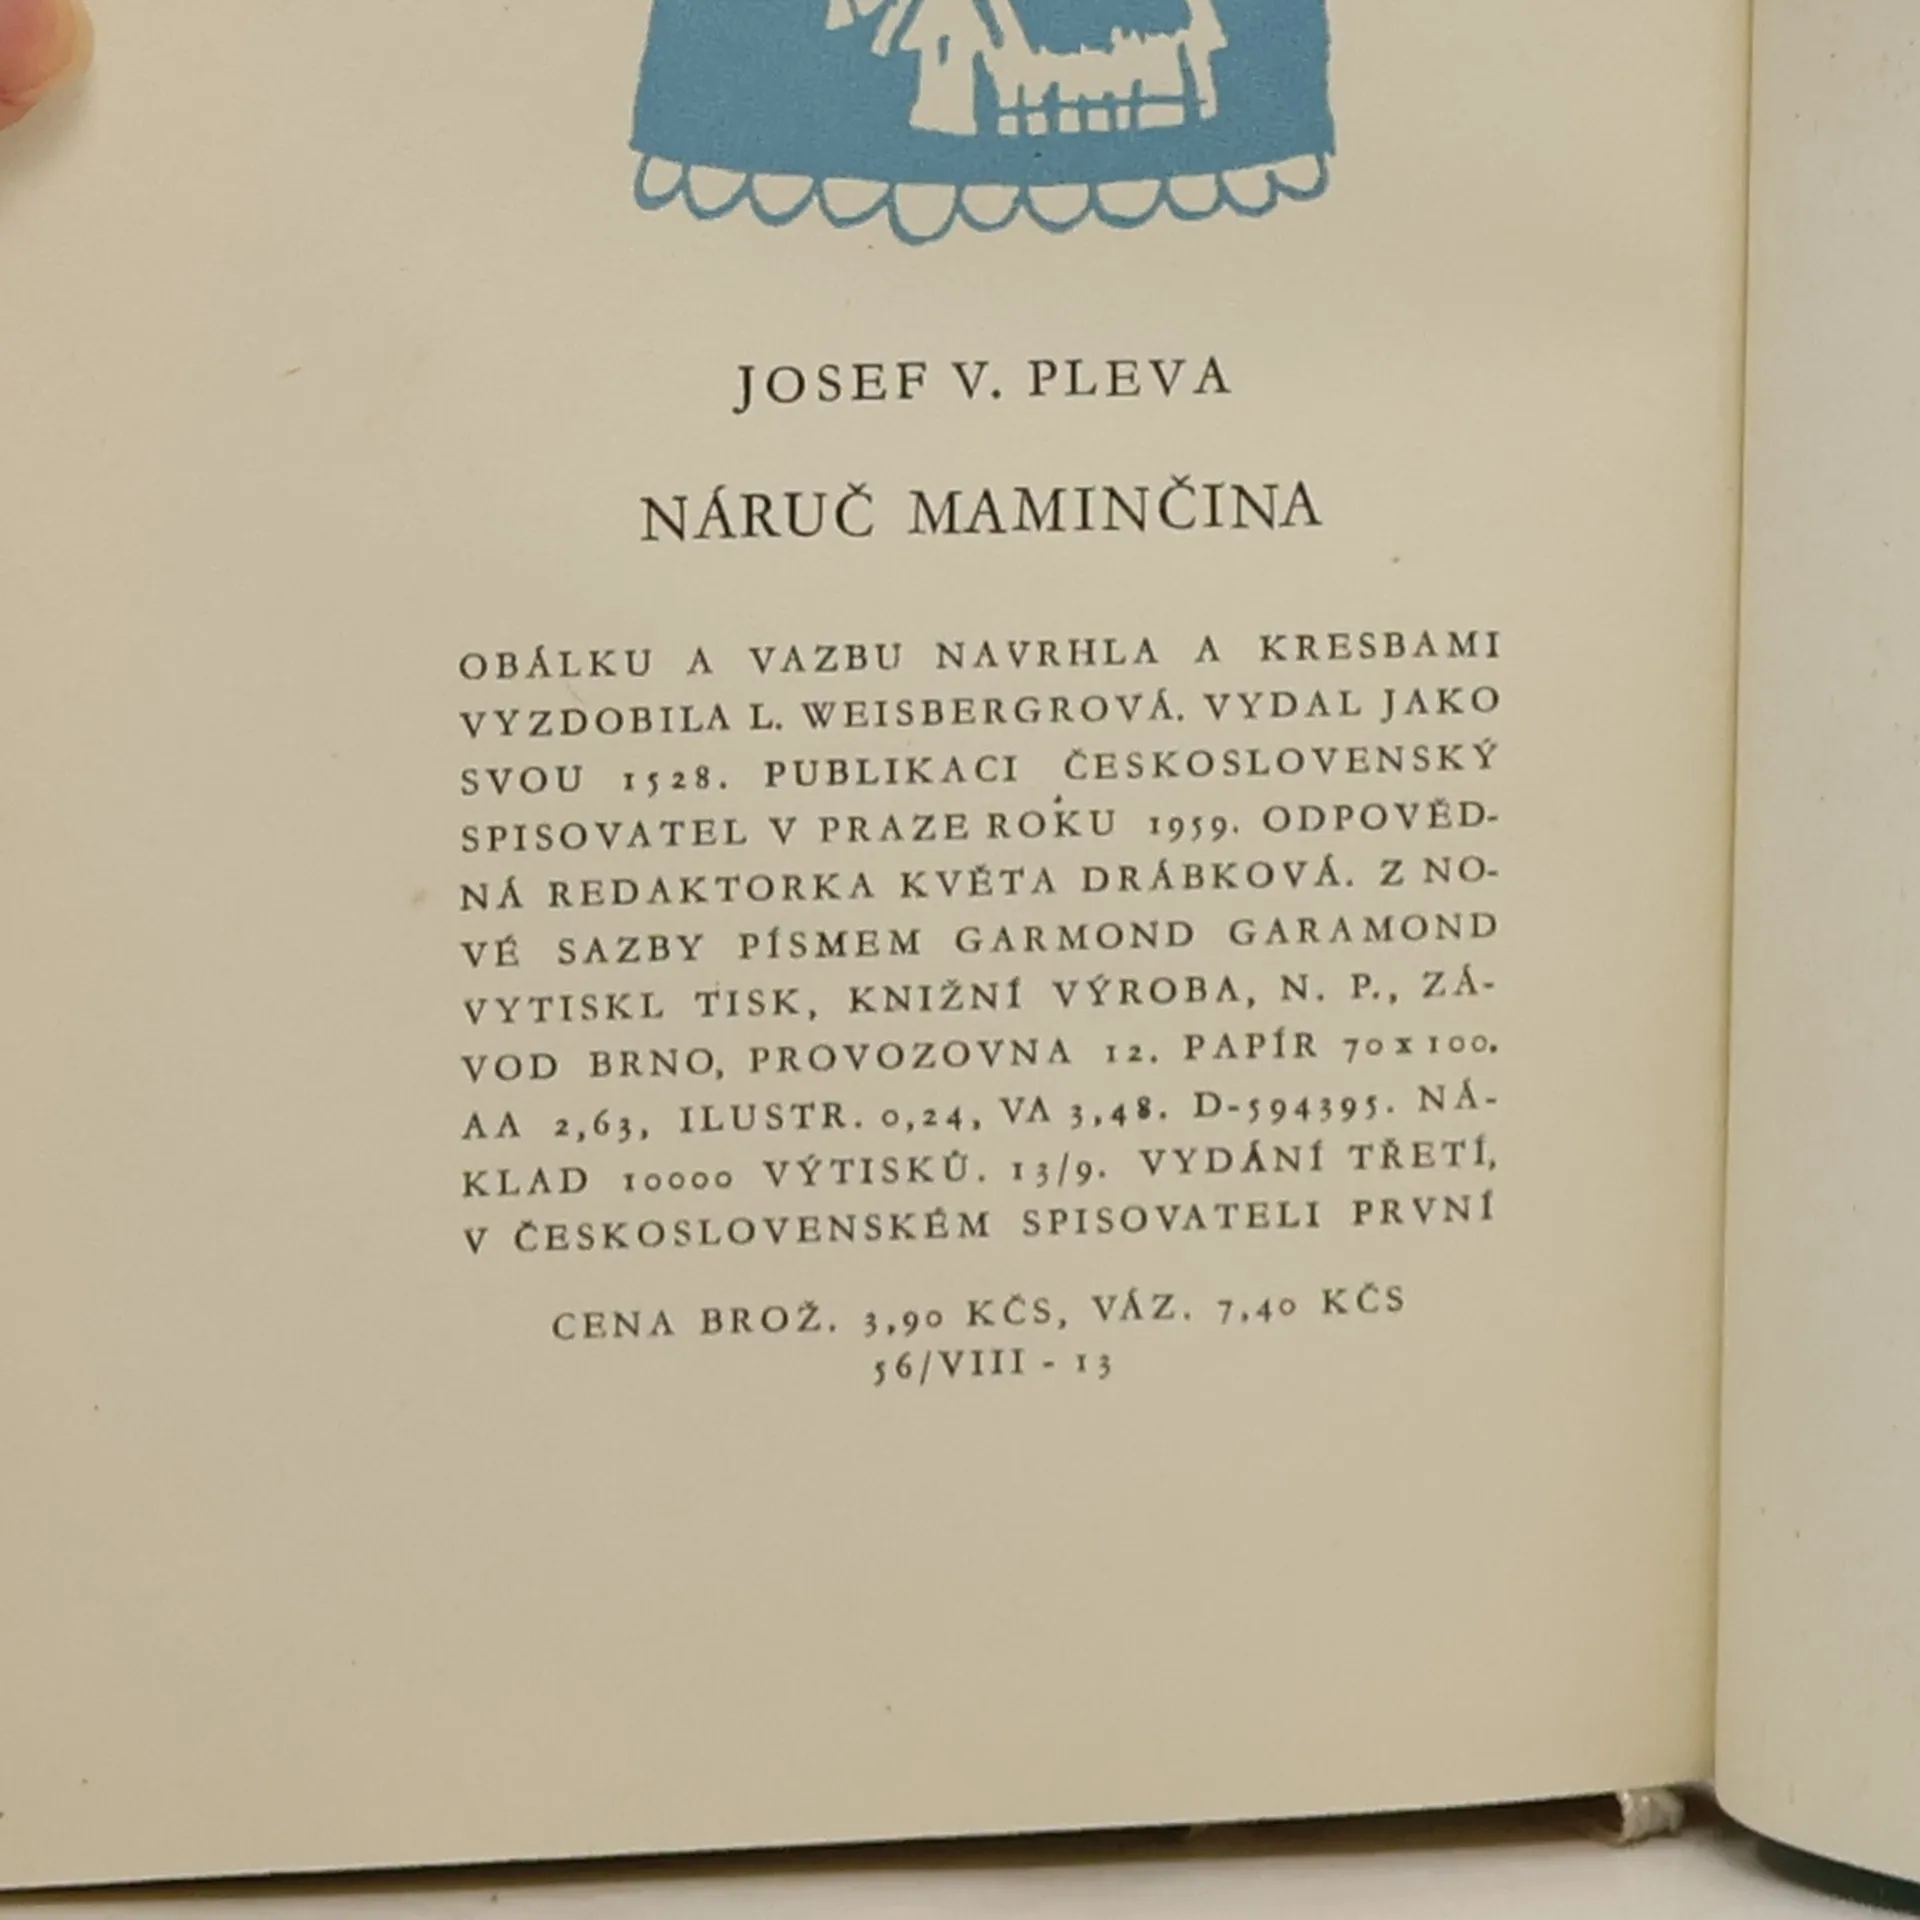 JOSEF V. PLEVA
NÁRUČ MAMINČINA
OBÁLKU A VAZBU NAVRHLA A KRESBAMI
VYZDOBILA L. WEISBERGROVÁ. VYDAL JAKO
SVOU 1528. PUBLIKACI ČESKOSLOVENSKÝ
SPISOVATEL V PRAZE ROKU 1959. ODPOVĚD-
NÁ REDAKTORKA KVĚTA DRÁBKOVÁ. Z NO-
VÉ SAZBY PÍSMEM GARMOND GARAMOND
VYTISKL TISK, KNIŽNÍ VÝROBA, N. P., ZÁ-
VOD BRNO, PROVOZOVNA 12. PAPÍR 70x100.
AA 2,63, ILUSTR. 0,24, VA 3,48. D-594395. NÁ-
KLAD 10000 VÝTISKŮ. 13/9. VYDÁNÍ TŘETÍ,
V ČESKOSLOVENSKÉM SPISOVATELI PRVNÍ
CENA BROŽ. 3,90 KČS, VÁZ. 7,40 KČS
56/VIII - 13